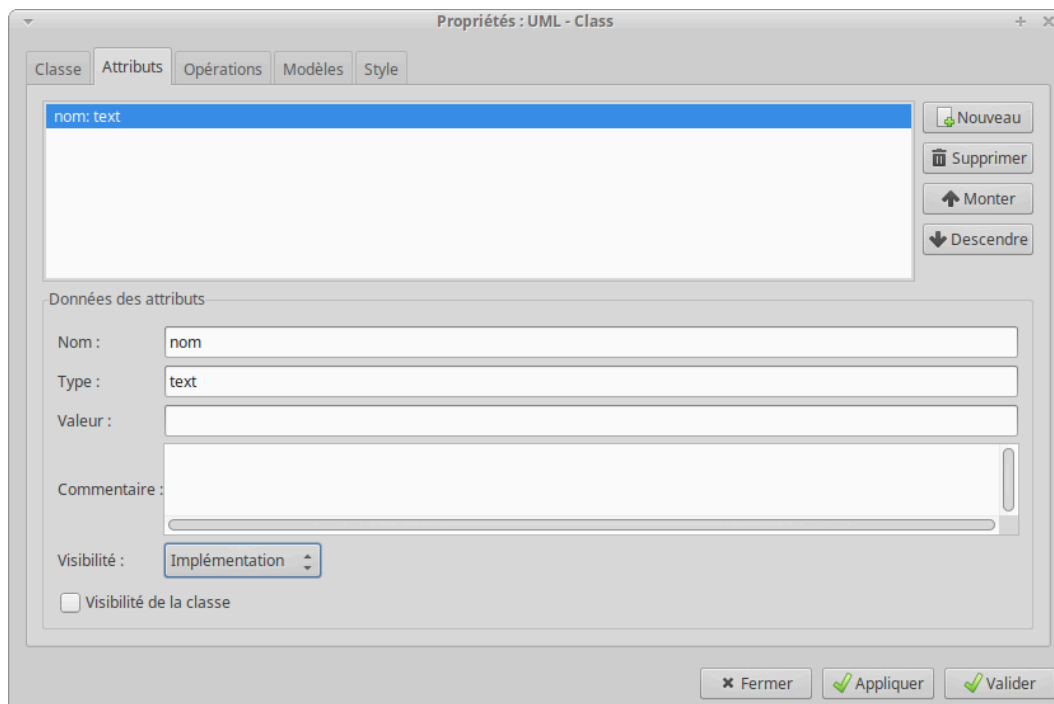 Propriétés : UML - Class
Classe Attributs Opérations Modèles Style
nom: text
Nouveau
Supprimer
Monter
Descendre
Données des attributs
Nom : nom
Type : text
Valeur :
Commentaire :
Visibilité : Implémentation
Visibilité de la classe
Fermer Appliquer Valider